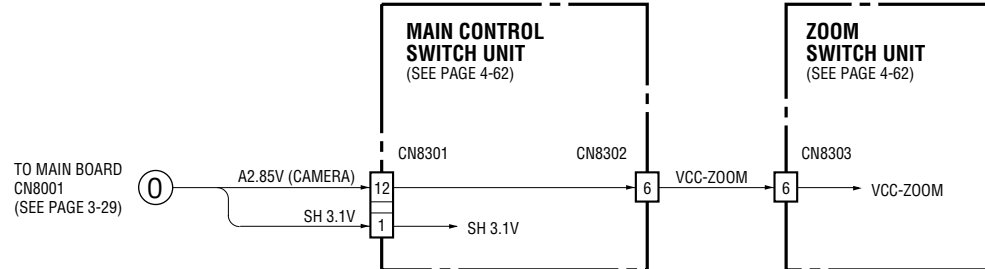 MAIN CONTROL
SWITCH UNIT
(SEE PAGE 4-62)
ZOOM
SWITCH UNIT
(SEE PAGE 4-62)
TO MAIN BOARD
CN8001
(SEE PAGE 3-29)
0
A2.85V (CAMERA)
SH 3.1V
CN8301
12
1
SH 3.1V
CN8302
6
VCC-ZOOM
CN8303
6
VCC-ZOOM